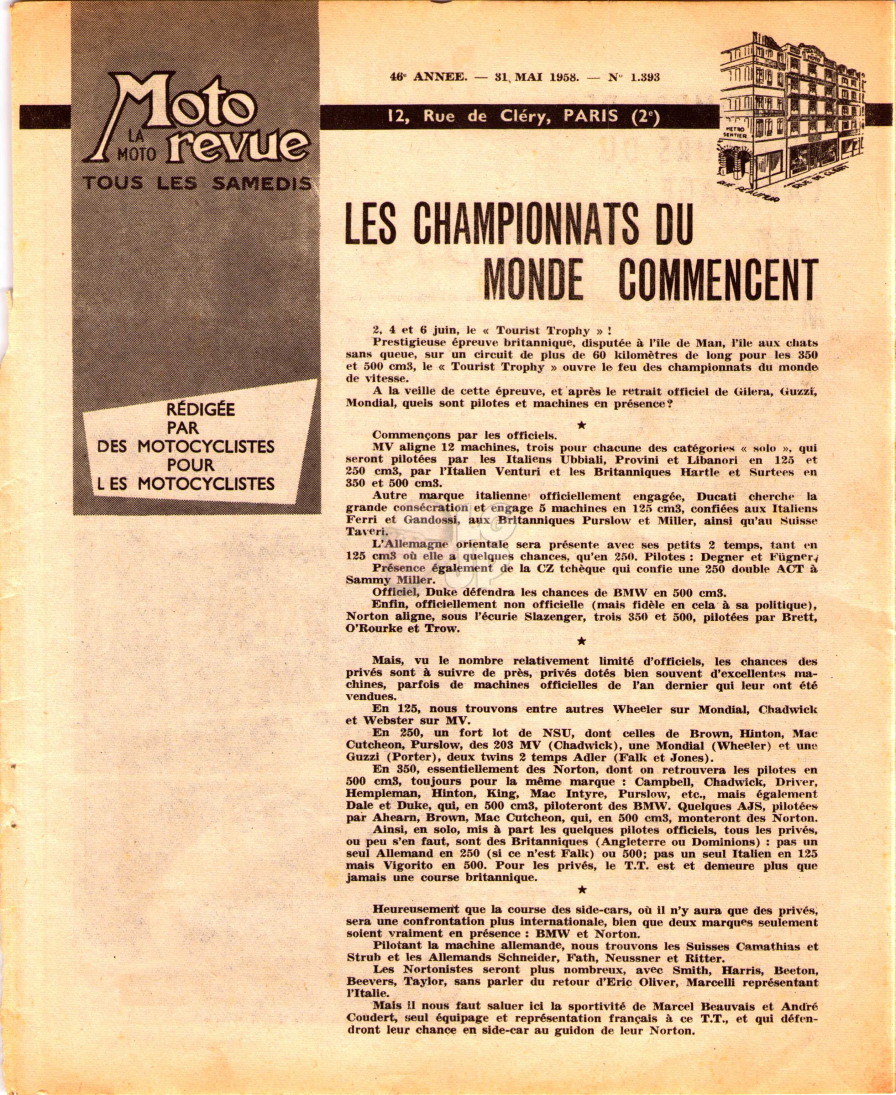 46e ANNEE. — 31 MAI 1958. — N° 1.393
12, Rue de Cléry, PARIS (2e)
Moto
LA
MOTO revue
TOUS LES SAMEDIS
METRO
SENTIER
RUE REAUMUR
RUE DE CLERY
RÉDIGÉE
PAR
DES MOTOCYCLISTES
POUR
LES MOTOCYCLISTES
LES CHAMPIONNATS DU
MONDE COMMENCENT
2, 4 et 6 juin, le « Tourist Trophy » !
Prestigieuse épreuve britannique, disputée à l'île de Man, l'île aux chats
sans queue, sur un circuit de plus de 60 kilomètres de long pour les 350
et 500 cm3, le « Tourist Trophy » ouvre le feu des championnats du monde
de vitesse.
A la veille de cette épreuve, et après le retrait officiel de Gilera, Guzzi,
Mondial, quels sont pilotes et machines en présence ?
★
Commençons par les officiels.
MV aligne 12 machines, trois pour chacune des catégories « solo », qui
seront pilotées par les Italiens Ubbiali, Provini et Libanori en 125 et
250 cm3, par l'Italien Venturi et les Britanniques Hartle et Surtees en
350 et 500 cm3.
Autre marque italienne officiellement engagée, Ducati cherche la
grande consécration et engage 5 machines en 125 cm3, confiées aux Italiens
Ferri et Gandossi, aux Britanniques Purslow et Miller, ainsi qu'au Suisse
Taveri.
L'Allemagne orientale sera présente avec ses petits 2 temps, tant en
125 cm3 où elle a quelques chances, qu'en 250. Pilotes : Degner et Fügner.
Présence également de la CZ tchèque qui confie une 250 double ACT à
Sammy Miller.
Officiel, Duke défendra les chances de BMW en 500 cm3.
Enfin, officiellement non officielle (mais fidèle en cela à sa politique),
Norton aligne, sous l'écurie Slazenger, trois 350 et 500, pilotées par Brett,
O'Rourke et Trow.
★
Mais, vu le nombre relativement limité d'officiels, les chances des
privés sont à suivre de près, privés dotés bien souvent d'excellentes ma-
chines, parfois de machines officielles de l'an dernier qui leur ont été
vendues.
En 125, nous trouvons entre autres Wheeler sur Mondial, Chadwick
et Webster sur MV.
En 250, un fort lot de NSU, dont celles de Brown, Hinton, Mac
Cutcheon, Purslow, des 203 MV (Chadwick), une Mondial (Wheeler) et une
Guzzi (Porter), deux twins 2 temps Adler (Falk et Jones).
En 350, essentiellement des Norton, dont on retrouvera les pilotes en
500 cm3, toujours pour la même marque : Campbell, Chadwick, Driver,
Hempleman, Hinton, King, Mac Intyre, Purslow, etc., mais également
Dale et Duke, qui, en 500 cm3, piloteront des BMW. Quelques AJS, pilotées
par Ahearn, Brown, Mac Cutcheon, qui, en 500 cm3, monteront des Norton.
Ainsi, en solo, mis à part les quelques pilotes officiels, tous les privés,
ou peu s'en faut, sont des Britanniques (Angleterre ou Dominions) : pas un
seul Allemand en 250 (si ce n'est Falk) ou 500; pas un seul Italien en 125
mais Vigorito en 500. Pour les privés, le T.T. est et demeure plus que
jamais une course britannique.
★
Heureusement que la course des side-cars, où il n'y aura que des privés,
sera une confrontation plus internationale, bien que deux marques seulement
soient vraiment en présence : BMW et Norton.
Pilotant la machine allemande, nous trouvons les Suisses Camathias et
Strub et les Allemands Schneider, Fath, Neussner et Ritter.
Les Nortonistes seront plus nombreux, avec Smith, Harris, Beeton,
Beevers, Taylor, sans parler du retour d'Eric Oliver, Marcelli représentant
l'Italie.
Mais il nous faut saluer ici la sportivité de Marcel Beauvais et André
Coudert, seul équipage et représentation français à ce T.T., et qui défen-
dront leur chance en side-car au guidon de leur Norton.